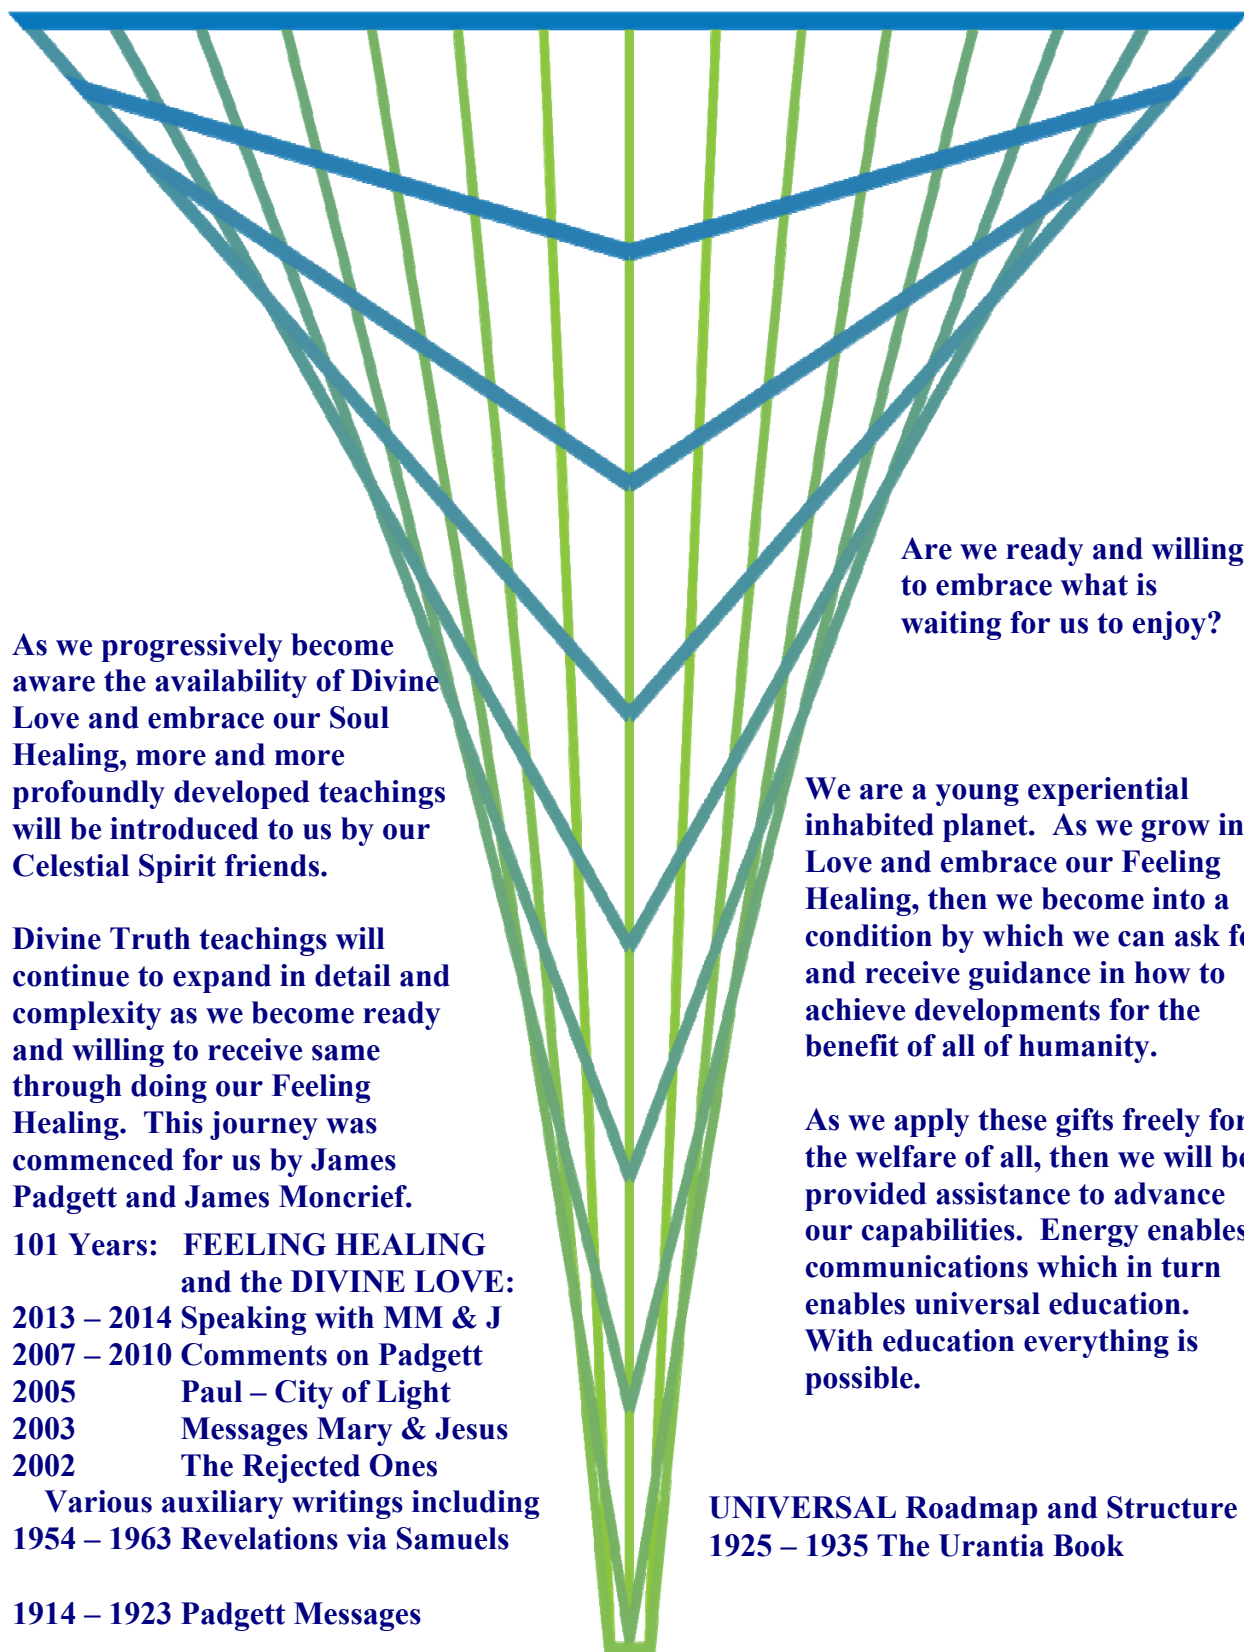 Are we ready and willing
to embrace what is
waiting for us to enjoy?
As we progressively become
aware the availability of Divine
Love and embrace our Soul
Healing, more and more
profoundly developed teachings
will be introduced to us by our
Celestial Spirit friends.
Divine Truth teachings will
continue to expand in detail and
complexity as we become ready
and willing to receive same
through doing our Feeling
Healing. This journey was
commenced for us by James
Padgett and James Moncrief.
101 Years: FEELING HEALING
and the DIVINE LOVE:
2013 – 2014 Speaking with MM & J
2007 – 2010 Comments on Padgett
2005 Paul – City of Light
2003 Messages Mary & Jesus
2002 The Rejected Ones
Various auxiliary writings including
1954 – 1963 Revelations via Samuels
1914 – 1923 Padgett Messages
We are a young experiential
inhabited planet. As we grow in
Love and embrace our Feeling
Healing, then we become into a
condition by which we can ask
and receive guidance in how to
achieve developments for the
benefit of all of humanity.
As we apply these gifts freely for
the welfare of all, then we will be
provided assistance to advance
our capabilities. Energy enables
communications which in turn
enables universal education.
With education everything is
possible.
UNIVERSAL Roadmap and Structure
1925 – 1935 The Urantia Book